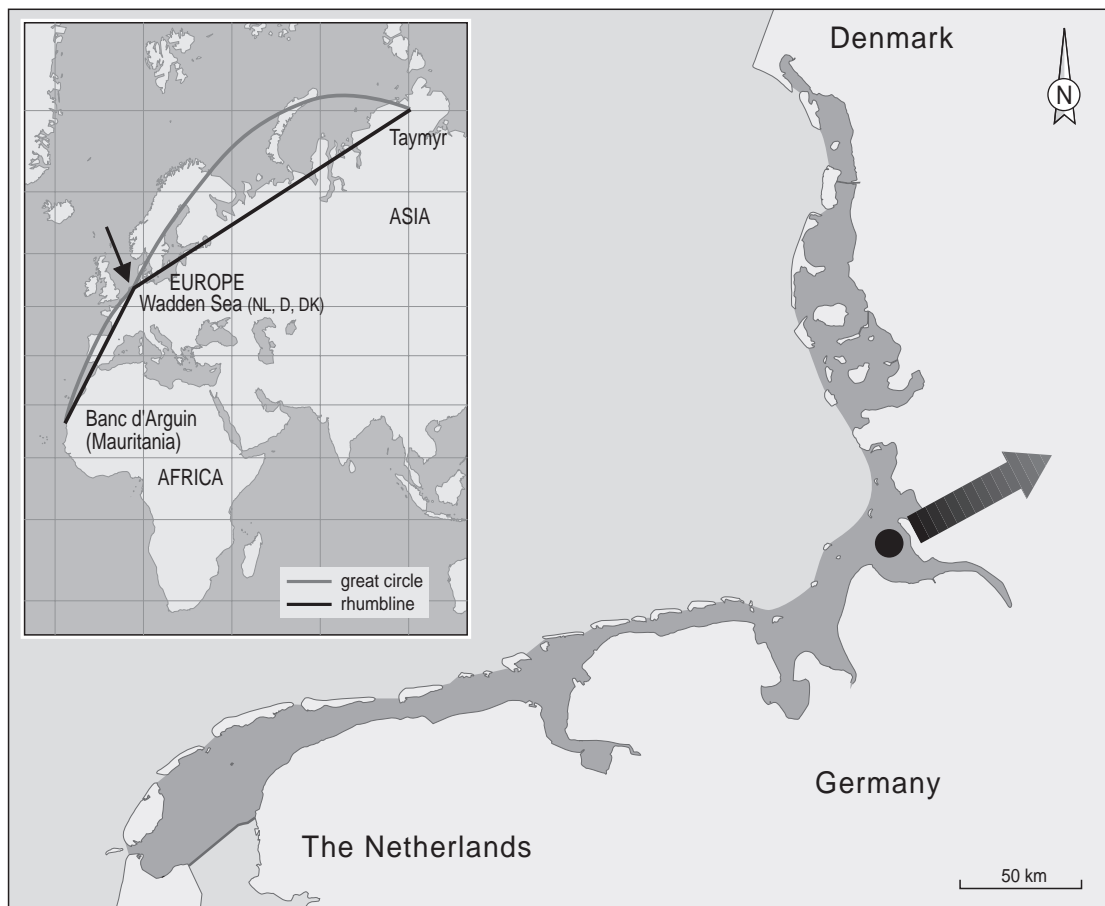 Denmark
N
Taymyr
ASIA
EUROPE
Wadden Sea (NL, D, DK)
Banc d'Arguin
(Mauritania)
AFRICA
great circle
rhumbline
Germany
The Netherlands
50 km